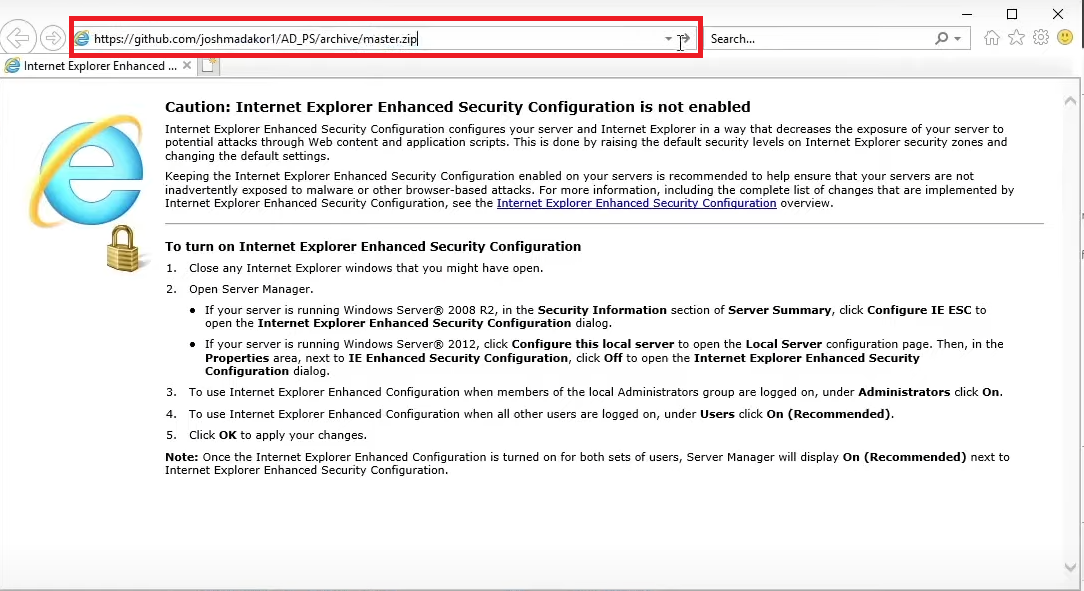 https://github.com/joshmadakor1/AD_PS/archive/master.zip
Search...
Internet Explorer Enhanced ...
Caution: Internet Explorer Enhanced Security Configuration is not enabled
Internet Explorer Enhanced Security Configuration configures your server and Internet Explorer in a way that decreases the exposure of your server to
potential attacks through Web content and application scripts. This is done by raising the default security levels on Internet Explorer security zones and
changing the default settings.
Keeping the Internet Explorer Enhanced Security Configuration enabled on your servers is recommended to help ensure that your servers are not
inadvertently exposed to malware or other browser-based attacks. For more information, including the complete list of changes that are implemented by
Internet Explorer Enhanced Security Configuration, see the Internet Explorer Enhanced Security Configuration overview.
To turn on Internet Explorer Enhanced Security Configuration
1. Close any Internet Explorer windows that you might have open.
2. Open Server Manager.
• If your server is running Windows Server® 2008 R2, in the Security Information section of Server Summary, click Configure IE ESC to
open the Internet Explorer Enhanced Security Configuration dialog.
• If your server is running Windows Server® 2012, click Configure this local server to open the Local Server configuration page. Then, in the
Properties area, next to IE Enhanced Security Configuration, click Off to open the Internet Explorer Enhanced Security
Configuration dialog.
3. To use Internet Explorer Enhanced Configuration when members of the local Administrators group are logged on, under Administrators click On.
4. To use Internet Explorer Enhanced Configuration when all other users are logged on, under Users click On (Recommended).
5. Click OK to apply your changes.
Note: Once the Internet Explorer Enhanced Configuration is turned on for both sets of users, Server Manager will display On (Recommended) next to
Internet Explorer Enhanced Security Configuration.